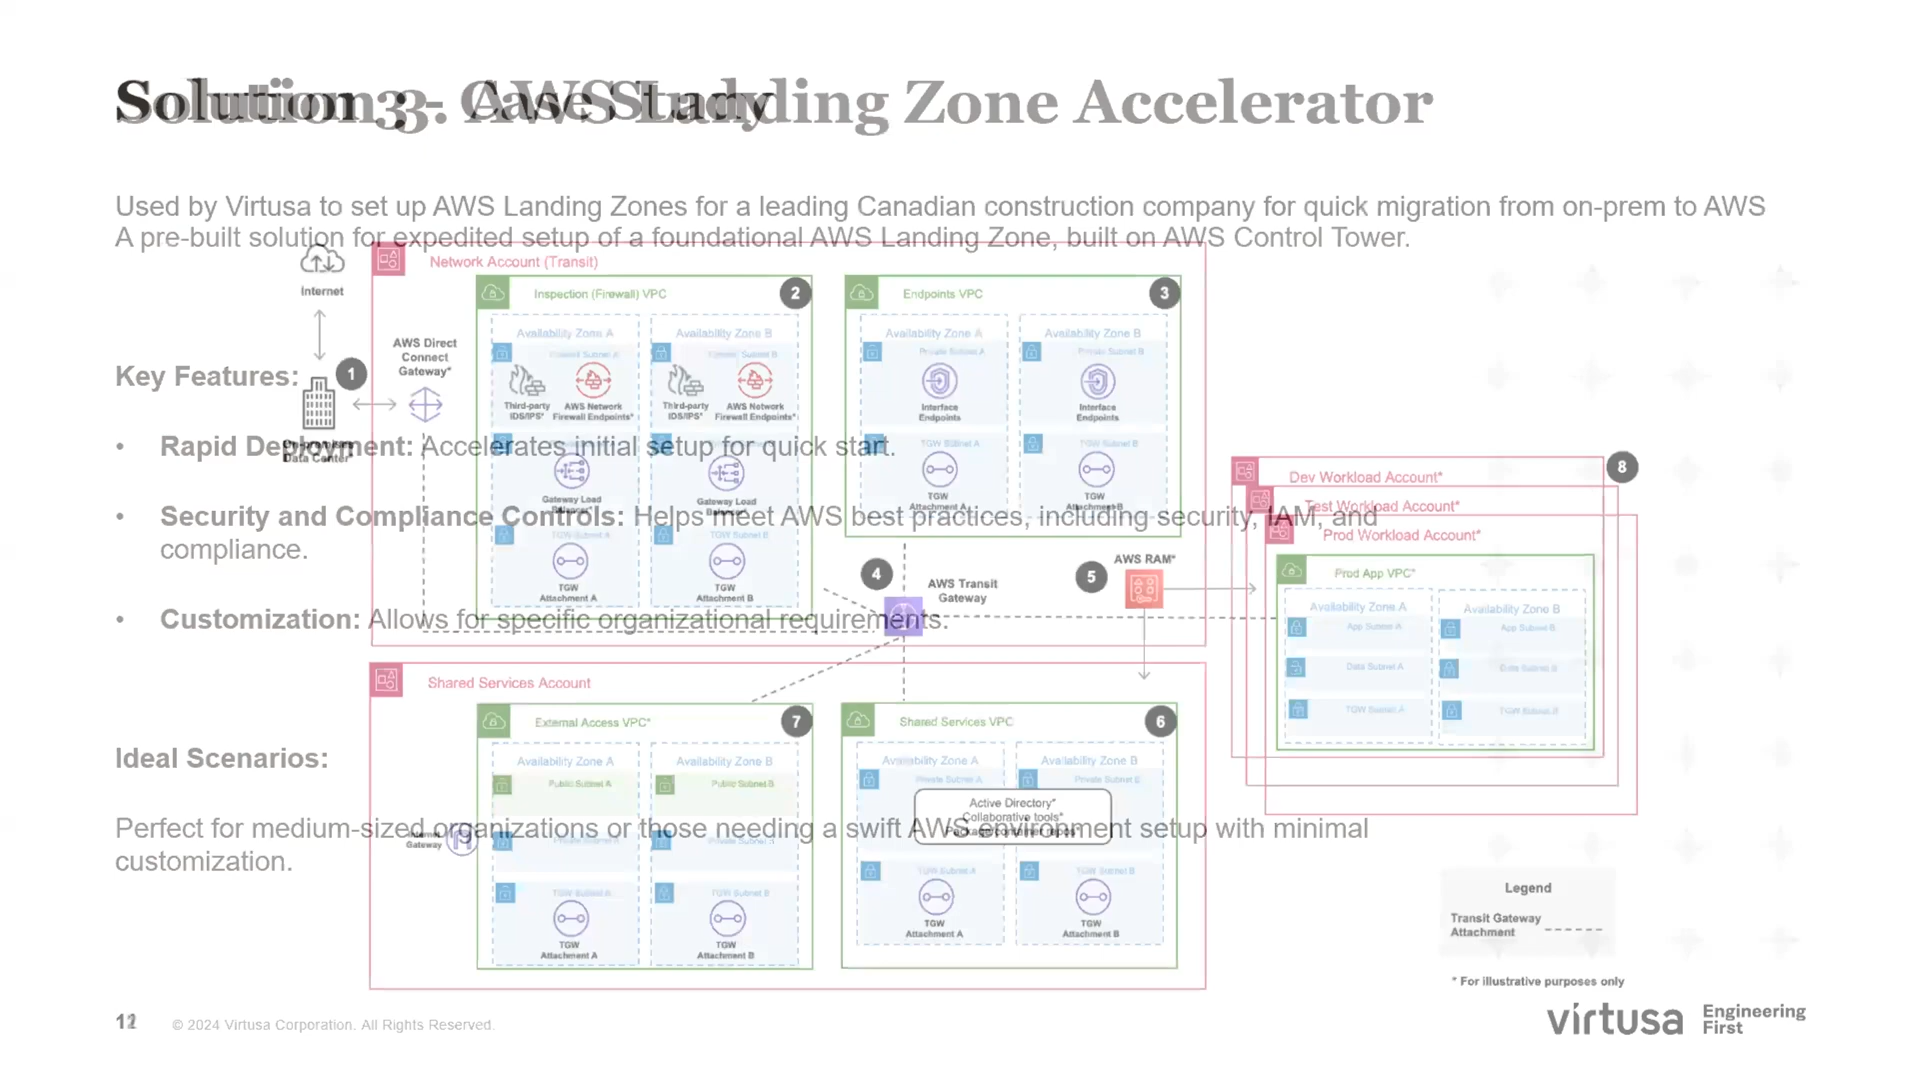 Solution 3 - AWS Landing Zone Accelerator
Solution 3: Case Study
Used by Virtusa to set up AWS Landing Zones for a leading Canadian construction company for quick migration from on-prem to AWS
A pre-built solution for expedited setup of a foundational AWS Landing Zone, built on AWS Control Tower.
Key Features:
• Rapid Deployment: Accelerates initial setup for quick start.
• Security and Compliance Controls: Helps meet AWS best practices, including security, IAM, and
compliance.
• Customization: Allows for specific organizational requirements.
Ideal Scenarios:
Perfect for medium-sized organizations or those needing a swift AWS environment setup with minimal
customization.
Internet
1
On-premises
Data Center*
AWS Direct
Connect
Gateway*
Network Account (Transit)
Inspection (Firewall) VPC
2
Availability Zone A
Availability Zone B
Firewall Subnet A
Firewall Subnet B
Third-party
IDS/IPS*
AWS Network
Firewall Endpoints*
Third-party
IDS/IPS*
AWS Network
Firewall Endpoints*
Gateway Load
Balancer*
Gateway Load
Balancer*
TGW Subnet A
TGW Subnet B
TGW
Attachment A
TGW
Attachment B
Endpoints VPC
3
Availability Zone A
Availability Zone B
Private Subnet A
Private Subnet B
Interface
Endpoints
Interface
Endpoints
TGW Subnet A
TGW Subnet B
TGW
Attachment A
TGW
Attachment B
4
AWS Transit
Gateway
5
AWS RAM*
Dev Workload Account*
8
Test Workload Account*
Prod Workload Account*
Prod App VPC*
Availability Zone A
Availability Zone B
App Subnet A
App Subnet B
Data Subnet A
Data Subnet B
TGW Subnet A
TGW Subnet B
Shared Services Account
External Access VPC*
7
Availability Zone A
Availability Zone B
Public Subnet A
Public Subnet B
Internet
Gateway
Private Subnet A
Private Subnet B
TGW Subnet A
TGW Subnet B
TGW
Attachment A
TGW
Attachment B
Shared Services VPC
6
Availability Zone A
Availability Zone B
Private Subnet A
Private Subnet B
Active Directory*
Collaborative tools*
Package/container repos*
TGW Subnet A
TGW Subnet B
TGW
Attachment A
TGW
Attachment B
Legend
Transit Gateway
Attachment
* For illustrative purposes only
© 2024 Virtusa Corporation. All Rights Reserved.
virtusa
Engineering
First